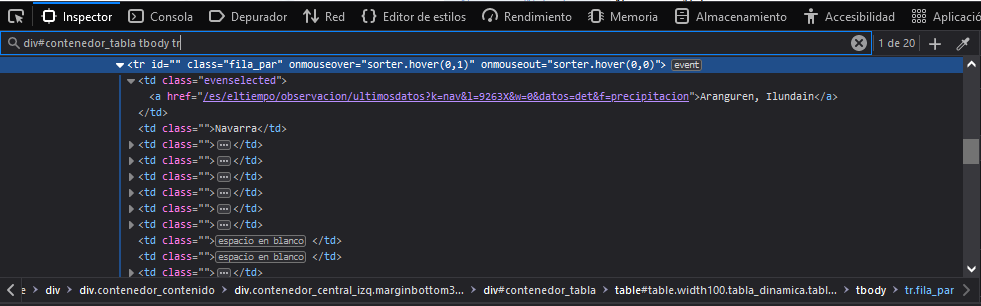 Inspector Consola Depurador Red Editor de estilos Rendimiento Memoria Almacenamiento Accesibilidad Aplicació
div#contenedor_tabla tbody tr 1 de 20
<tr id="" class="fila_par" onmouseover="sorter.hover(0,1)" onmouseout="sorter.hover(0,0)"> event
<td class="evenselected">
<a href="/es/eltiempo/observacion/ultimosdatos?k=nav&l=9263X&w=0&datos=det&f=precipitacion">Aranguren, Ilundain</a>
</td>
<td class="">Navarra</td>
<td class="">⋯</td>
<td class="">⋯</td>
<td class="">⋯</td>
<td class="">⋯</td>
<td class="">⋯</td>
<td class="">⋯</td>
<td class="">espacio en blanco </td>
<td class="">espacio en blanco </td>
<td class="">⋯</td>
e > div > div.contenedor_contenido > div.contenedor_central_izq.marginbottom3... > div#contenedor_tabla > table#table.width100.tabla_dinamica.tabl... > tbody > tr.fila_par